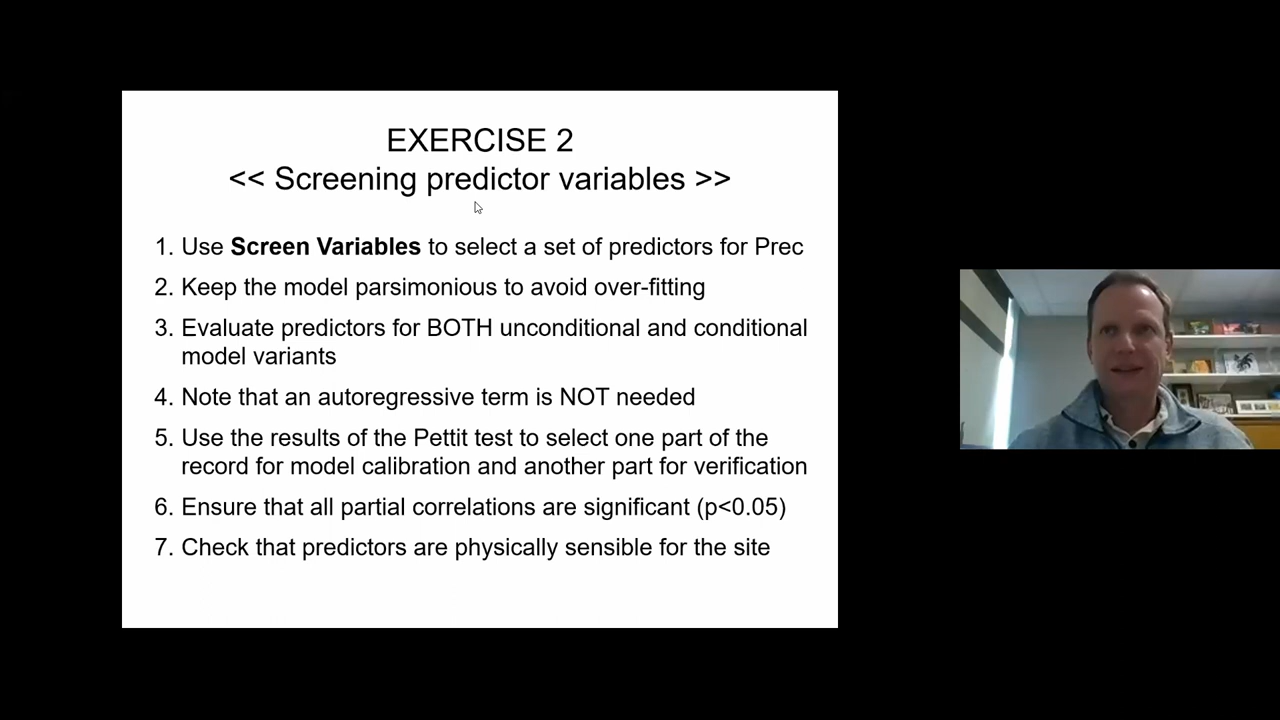 EXERCISE 2
<< Screening predictor variables >>
1. Use Screen Variables to select a set of predictors for Prec
2. Keep the model parsimonious to avoid over-fitting
3. Evaluate predictors for BOTH unconditional and conditional
model variants
4. Note that an autoregressive term is NOT needed
5. Use the results of the Pettit test to select one part of the
record for model calibration and another part for verification
6. Ensure that all partial correlations are significant (p<0.05)
7. Check that predictors are physically sensible for the site